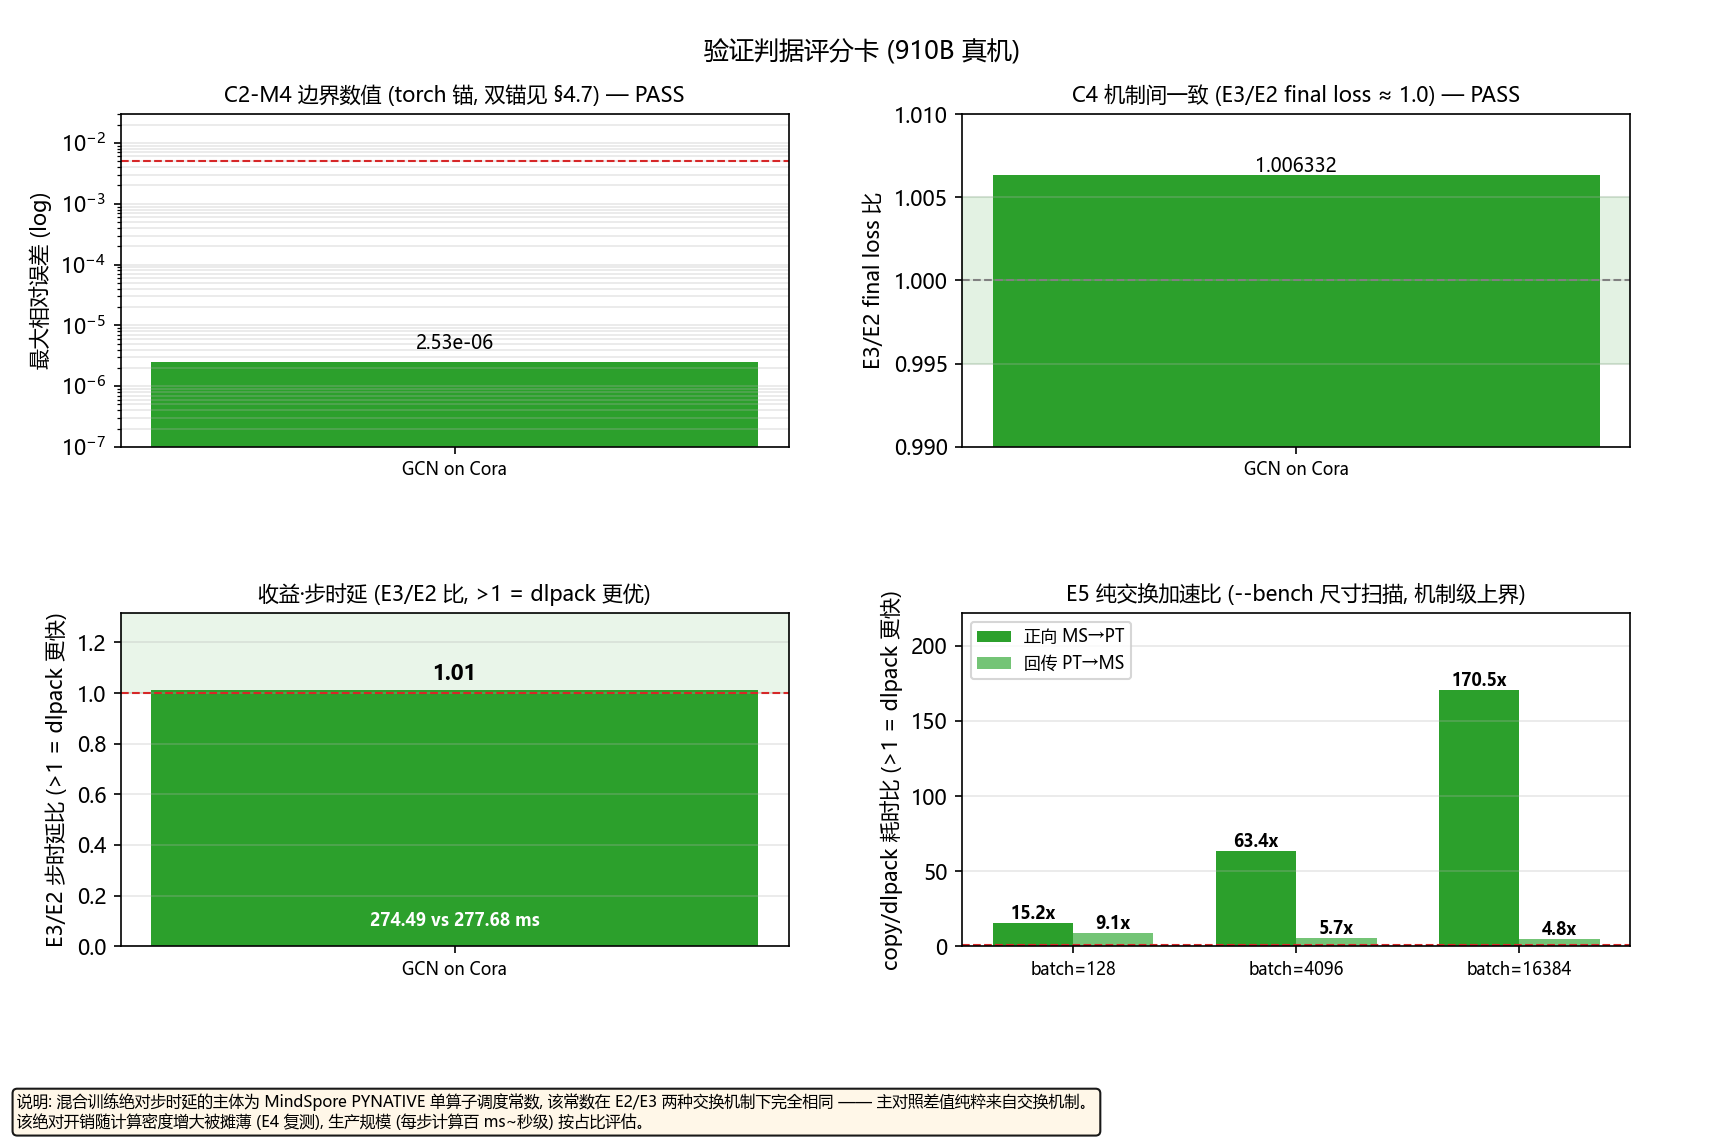 验证判据评分卡 (910B 真机)
C2-M4 边界数值 (torch 锚, 双锚见 §4.7) — PASS
最大相对误差 (log)
10⁻²
10⁻³
10⁻⁴
10⁻⁵
10⁻⁶
10⁻⁷
2.53e-06
GCN on Cora
C4 机制间一致 (E3/E2 final loss ≈ 1.0) — PASS
E3/E2 final loss 比
1.010
1.005
1.000
0.995
0.990
1.006332
GCN on Cora
收益·步时延 (E3/E2 比, >1 = dlpack 更优)
E3/E2 步时延比 (>1 = dlpack 更快)
1.2
1.0
0.8
0.6
0.4
0.2
0.0
1.01
274.49 vs 277.68 ms
GCN on Cora
E5 纯交换加速比 (--bench 尺寸扫描, 机制级上界)
copy/dlpack 耗时比 (>1 = dlpack 更快)
200
150
100
50
0
正向 MS→PT
回传 PT→MS
15.2x
9.1x
63.4x
5.7x
170.5x
4.8x
batch=128
batch=4096
batch=16384
说明: 混合训练绝对步时延的主体为 MindSpore PYNATIVE 单算子调度常数, 该常数在 E2/E3 两种交换机制下完全相同 —— 主对照差值纯粹来自交换机制。
该绝对开销随计算密度增大被摊薄 (E4 复测), 生产规模 (每步计算百 ms~秒级) 按占比评估。